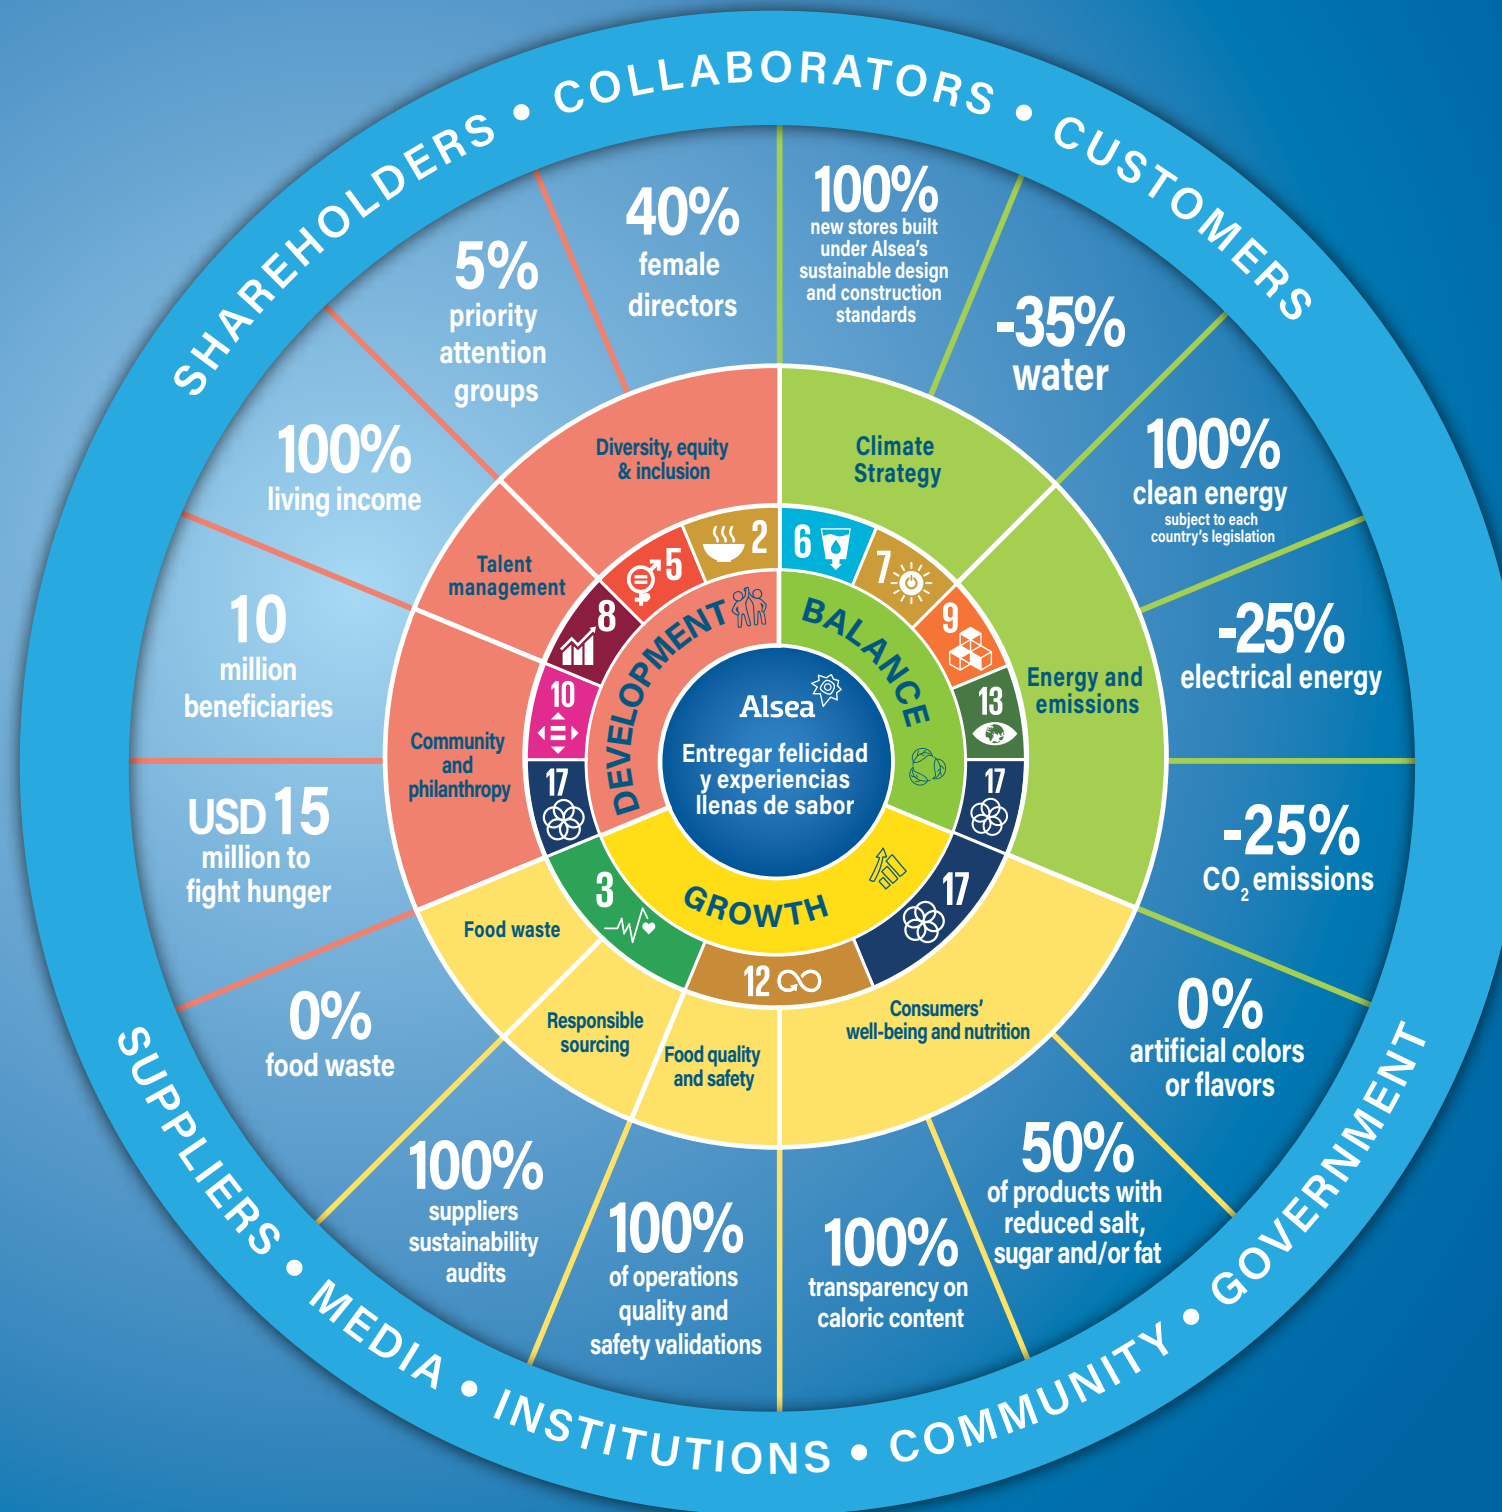 SHAREHOLDERS • COLLABORATORS • CUSTOMERS
40%
female
directors
100%
new stores built
under Alsea's
sustainable design
and construction
standards
-35%
water
100%
clean energy
subject to each
country's legislation
-25%
electrical energy
-25%
CO2 emissions
0%
artificial colors
or flavors
50%
of products with
reduced salt,
sugar and/or fat
100%
transparency on
caloric content
100%
of operations
quality and
safety validations
100%
suppliers
sustainability
audits
0%
food waste
USD 15
million to
fight hunger
10
million
beneficiaries
100%
living income
5%
priority
attention
groups
Diversity, equity
& inclusion
Climate
Strategy
Energy and
emissions
Consumers'
well-being and nutrition
Food quality
and safety
Responsible
sourcing
Food waste
Community
and
philanthropy
Talent
management
2
6
7
9
13
17
17
12
3
17
10
8
5
DEVELOPMENT
BALANCE
GROWTH
Alsea
Entregar felicidad
y experiencias
llenas de sabor
SUPPLIERS • MEDIA • INSTITUTIONS • COMMUNITY • GOVERNMENT